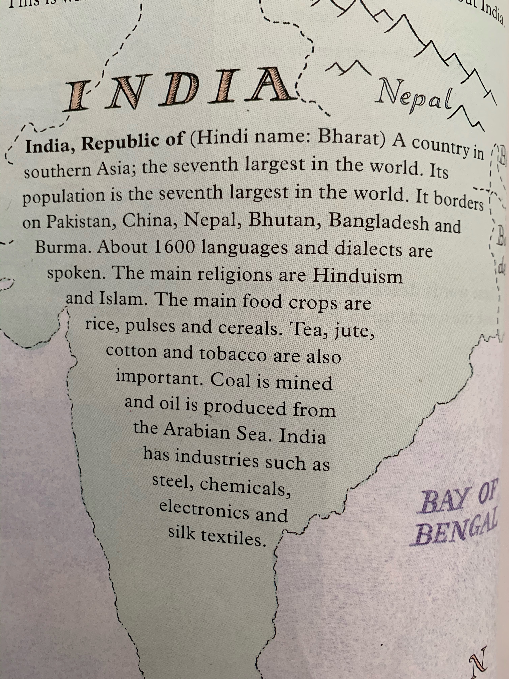 This is
India.
INDIA
Nepal
India, Republic of (Hindi name: Bharat) A country in
southern Asia; the seventh largest in the world. Its
population is the seventh largest in the world. It borders
on Pakistan, China, Nepal, Bhutan, Bangladesh and
Burma. About 1600 languages and dialects are
spoken. The main religions are Hinduism
and Islam. The main food crops are
rice, pulses and cereals. Tea, jute,
cotton and tobacco are also
important. Coal is mined
and oil is produced from
the Arabian Sea. India
has industries such as
steel, chemicals,
electronics and
silk textiles.
BAY OF
BENGAL
N